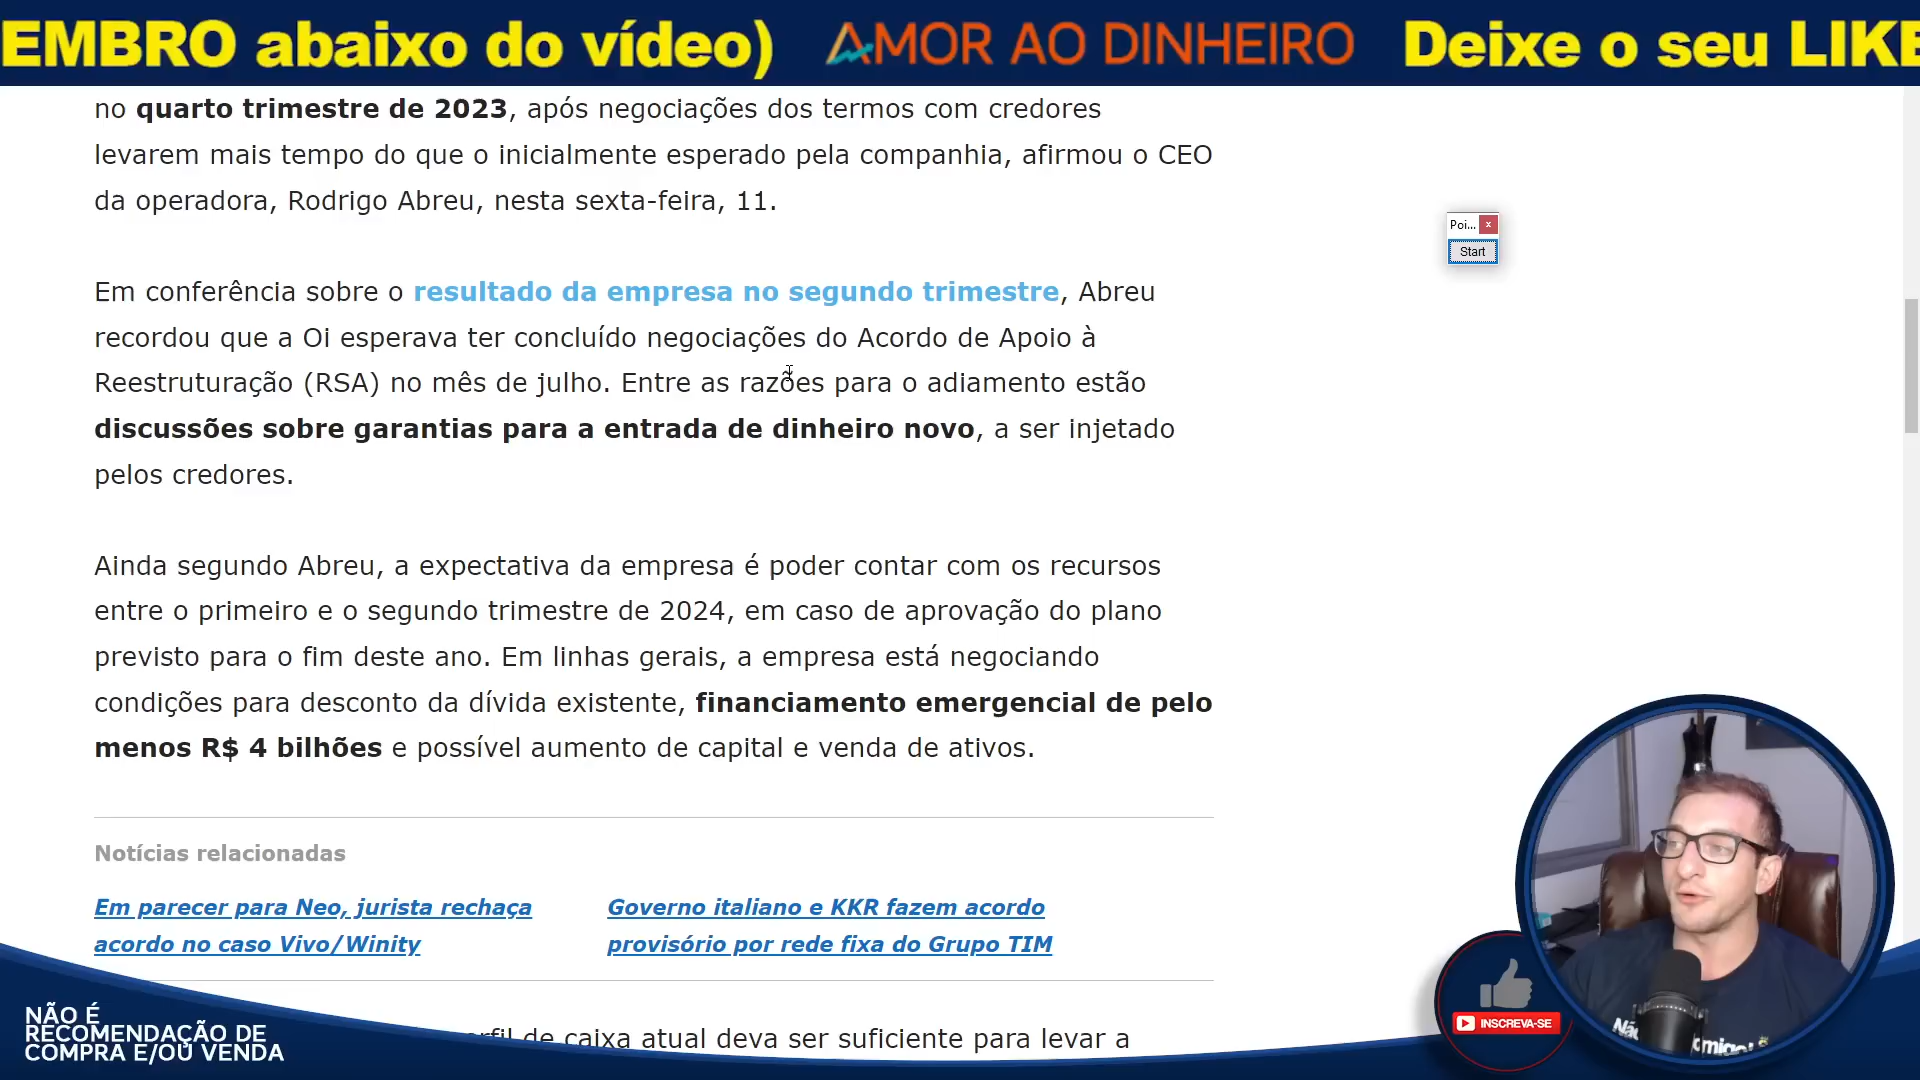 EMBRO abaixo do vídeo) AMOR AO DINHEIRO Deixe o seu LIKE
no quarto trimestre de 2023, após negociações dos termos com credores
levarem mais tempo do que o inicialmente esperado pela companhia, afirmou o CEO
da operadora, Rodrigo Abreu, nesta sexta-feira, 11.
Poi... x
Start
Em conferência sobre o resultado da empresa no segundo trimestre, Abreu
recordou que a Oi esperava ter concluído negociações do Acordo de Apoio à
Reestruturação (RSA) no mês de julho. Entre as razões para o adiamento estão
discussões sobre garantias para a entrada de dinheiro novo, a ser injetado
pelos credores.
Ainda segundo Abreu, a expectativa da empresa é poder contar com os recursos
entre o primeiro e o segundo trimestre de 2024, em caso de aprovação do plano
previsto para o fim deste ano. Em linhas gerais, a empresa está negociando
condições para desconto da dívida existente, financiamento emergencial de pelo
menos R$ 4 bilhões e possível aumento de capital e venda de ativos.
Notícias relacionadas
Em parecer para Neo, jurista rechaça
acordo no caso Vivo/Winity
Governo italiano e KKR fazem acordo
provisório por rede fixa do Grupo TIM
de caixa atual deva ser suficiente para levar a
NÃO É
RECOMENDAÇÃO DE
COMPRA E/OU VENDA
INSCREVA-SE